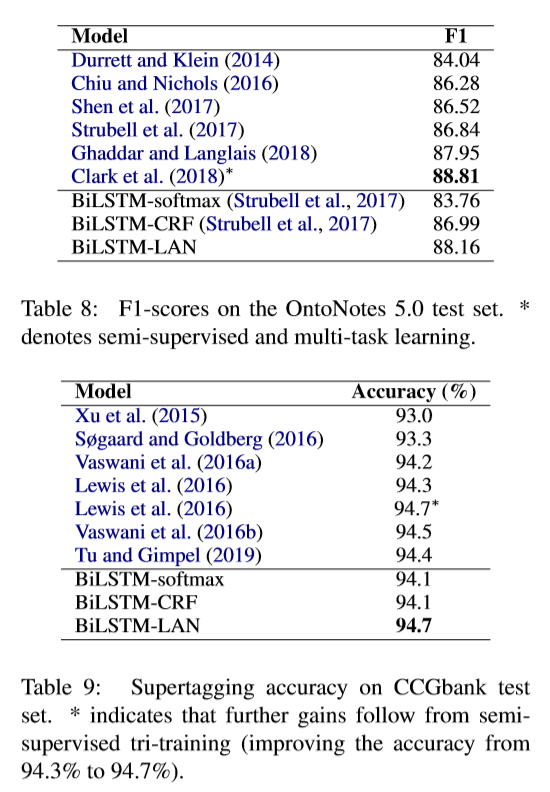 Model F1
Durrett and Klein (2014) 84.04
Chiu and Nichols (2016) 86.28
Shen et al. (2017) 86.52
Strubell et al. (2017) 86.84
Ghaddar and Langlais (2018) 87.95
Clark et al. (2018)* 88.81
BiLSTM-softmax (Strubell et al., 2017) 83.76
BiLSTM-CRF (Strubell et al., 2017) 86.99
BiLSTM-LAN 88.16
Table 8: F1-scores on the OntoNotes 5.0 test set. *
denotes semi-supervised and multi-task learning.
Model Accuracy (%)
Xu et al. (2015) 93.0
Søgaard and Goldberg (2016) 93.3
Vaswani et al. (2016a) 94.2
Lewis et al. (2016) 94.3
Lewis et al. (2016) 94.7*
Vaswani et al. (2016b) 94.5
Tu and Gimpel (2019) 94.4
BiLSTM-softmax 94.1
BiLSTM-CRF 94.1
BiLSTM-LAN 94.7
Table 9: Supertagging accuracy on CCGbank test
set. * indicates that further gains follow from semi-
supervised tri-training (improving the accuracy from
94.3% to 94.7%).